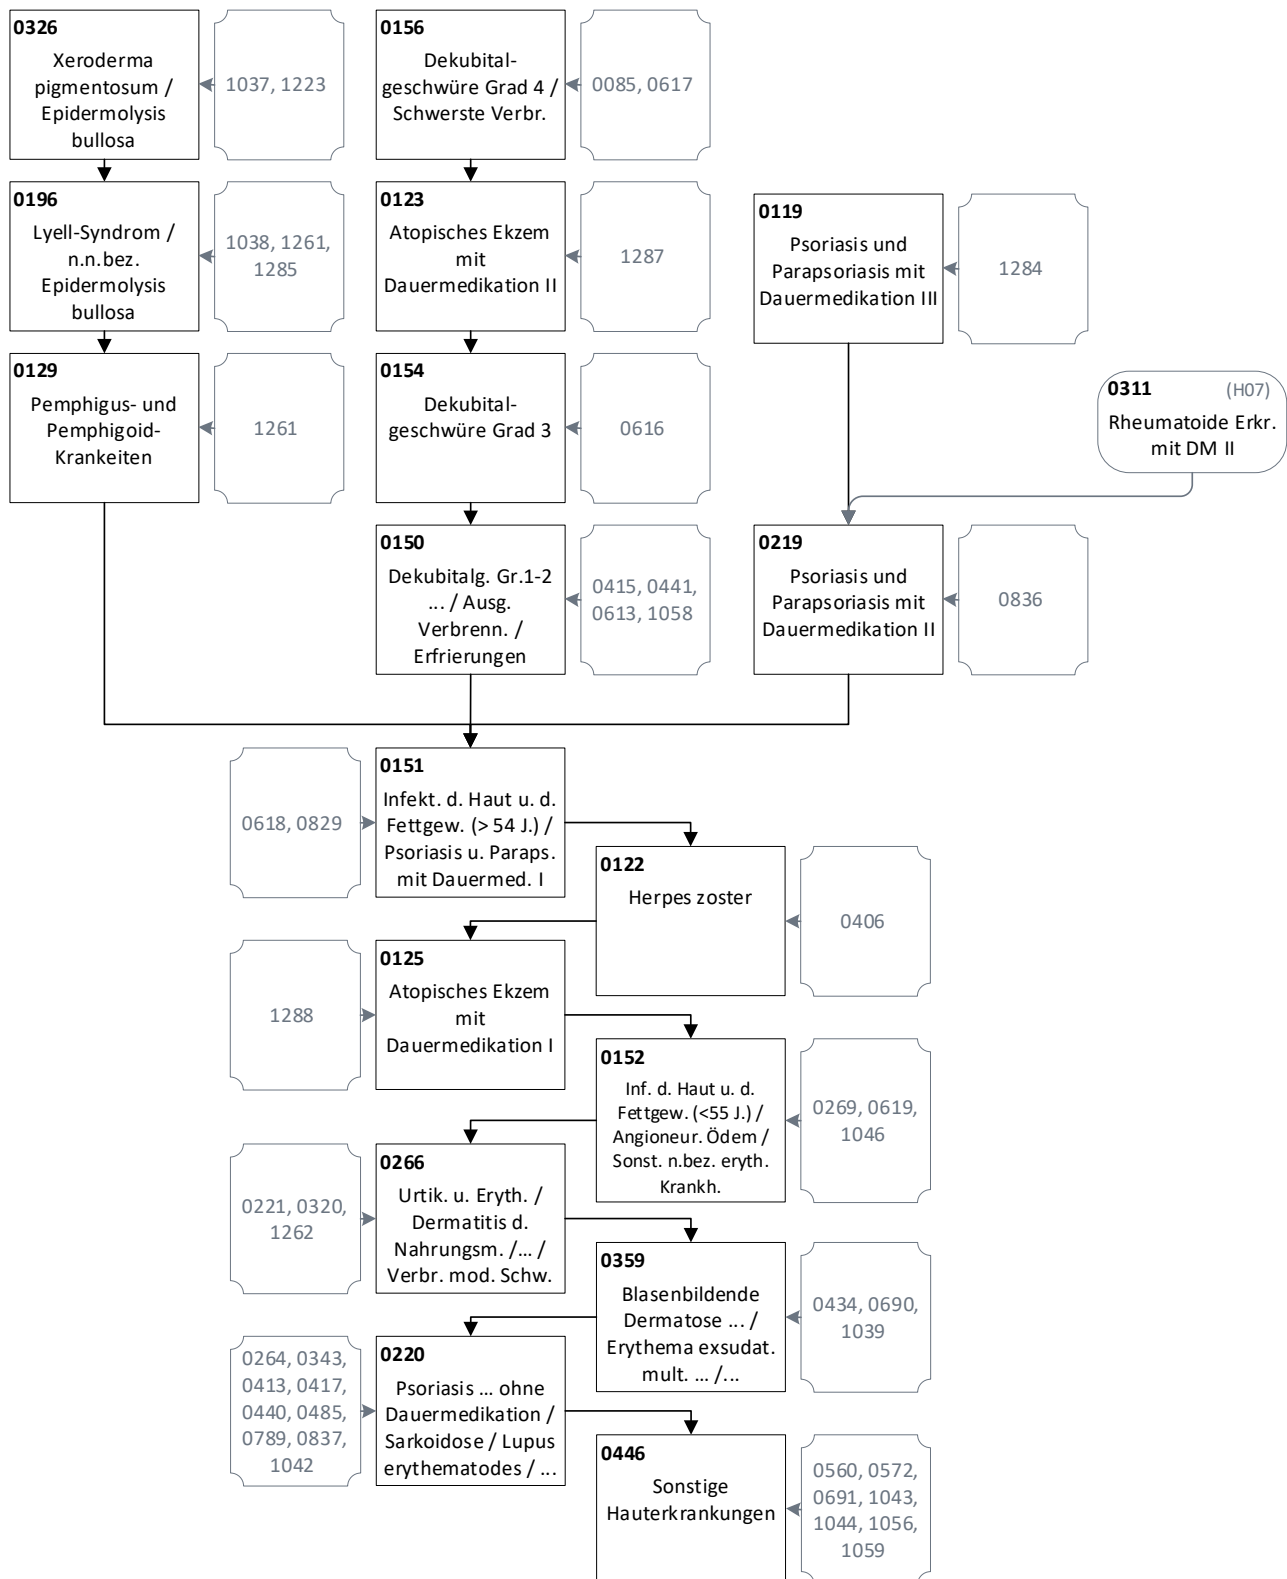 0326
Xeroderma
pigmentosum /
Epidermolysis
bullosa
1037, 1223
0156
Dekubital-
geschwüre Grad 4 /
Schwerste Verbr.
0085, 0617
0196
Lyell-Syndrom /
n.n.bez.
Epidermolysis
bullosa
1038, 1261,
1285
0123
Atopisches Ekzem
mit
Dauermedikation II
1287
0119
Psoriasis und
Parapsoriasis mit
Dauermedikation III
1284
0129
Pemphigus- und
Pemphigoid-
Krankeiten
1261
0154
Dekubital-
geschwüre Grad 3
0616
0311 (H07)
Rheumatoide Erkr.
mit DM II
0150
Dekubitalg. Gr.1-2
... / Ausg.
Verbrenn. /
Erfrierungen
0415, 0441,
0613, 1058
0219
Psoriasis und
Parapsoriasis mit
Dauermedikation II
0836
0618, 0829
0151
Infekt. d. Haut u. d.
Fettgew. (> 54 J.) /
Psoriasis u. Paraps.
mit Dauermed. I
0122
Herpes zoster
0406
1288
0125
Atopisches Ekzem
mit
Dauermedikation I
0152
Inf. d. Haut u. d.
Fettgew. (<55 J.) /
Angioneur. Ödem /
Sonst. n.bez. eryth.
Krankh.
0269, 0619,
1046
0221, 0320,
1262
0266
Urtik. u. Eryth. /
Dermatitis d.
Nahrungsm. /... /
Verbr. mod. Schw.
0359
Blasenbildende
Dermatose ... /
Erythema exsudat.
mult. ... /...
0434, 0690,
1039
0264, 0343,
0413, 0417,
0440, 0485,
0789, 0837,
1042
0220
Psoriasis ... ohne
Dauermedikation /
Sarkoidose / Lupus
erythematodes / ...
0446
Sonstige
Hauterkrankungen
0560, 0572,
0691, 1043,
1044, 1056,
1059